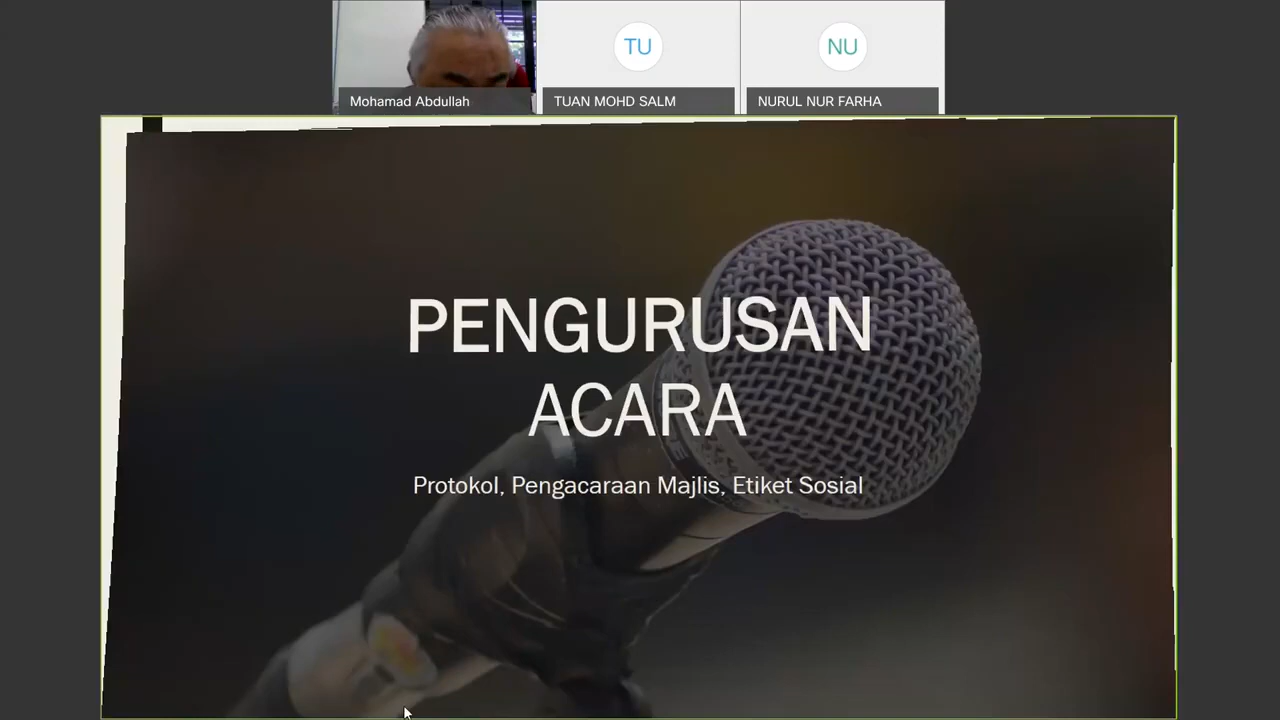 TU
NU
Mohamad Abdullah
TUAN MOHD SALM
NURUL NUR FARHA
PENGURUSAN
ACARA
Protokol, Pengacaraan Majlis, Etiket Sosial